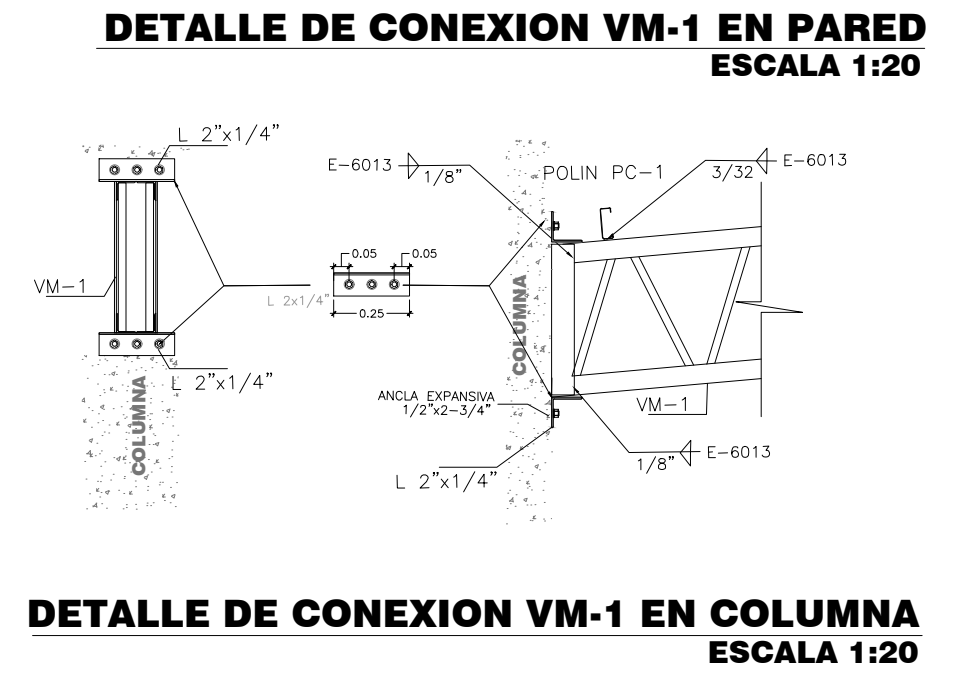 DETALLE DE CONEXION VM-1 EN PARED
ESCALA 1:20
L 2"x1/4"
E-6013
1/8"
POLIN PC-1
3/32
E-6013
0.05
0.05
VM-1
L 2x1/4"
0.25
COLUMNA
L 2"x1/4"
COLUMNA
ANCLA EXPANSIVA
1/2"x2-3/4"
VM-1
1/8"
E-6013
L 2"x1/4"
DETALLE DE CONEXION VM-1 EN COLUMNA
ESCALA 1:20